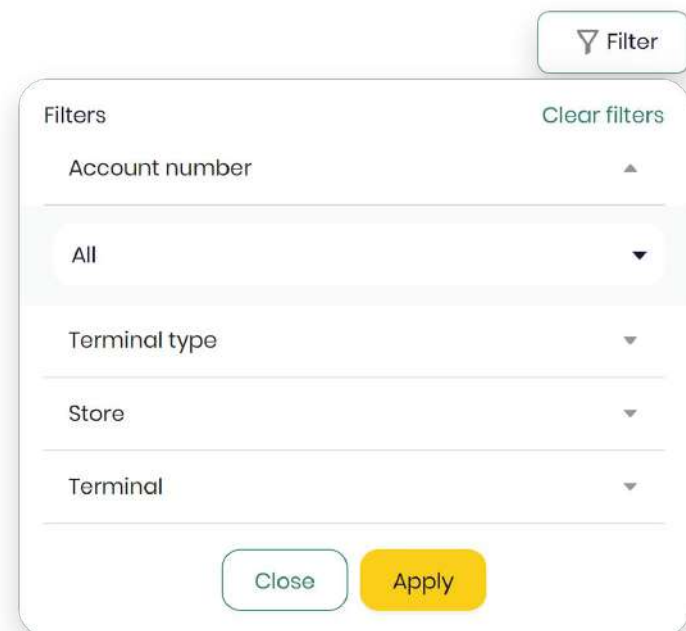 Filter
Filters Clear filters
Account number
All
Terminal type
Store
Terminal
Close Apply